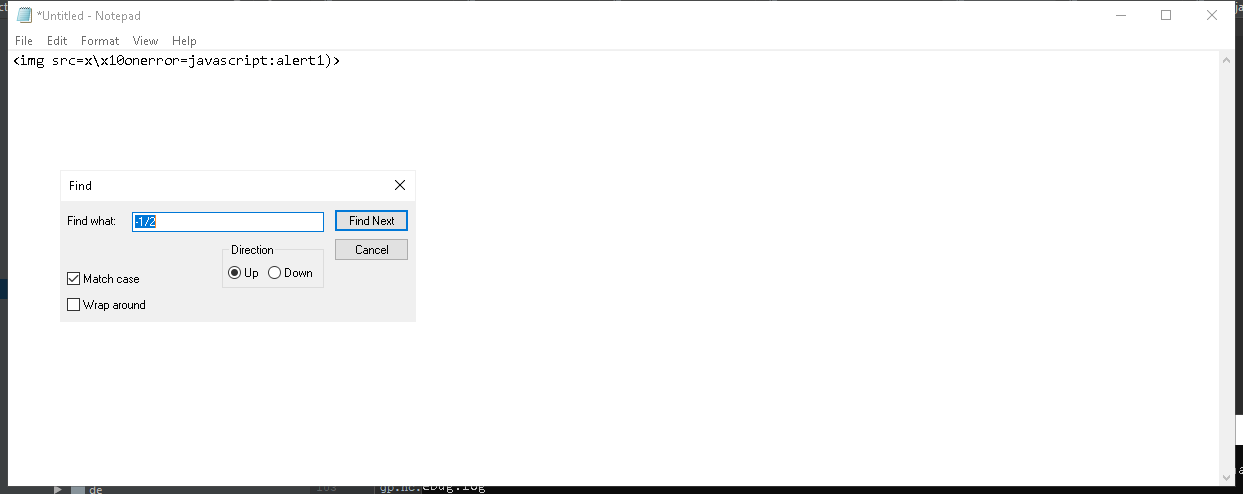 *Untitled - Notepad
File Edit Format View Help
<img src=x\x10onerror=javascript:alert1)>
Find
Find what: -1/2 Find Next
Direction Cancel
Up Down
Match case
Wrap around
de